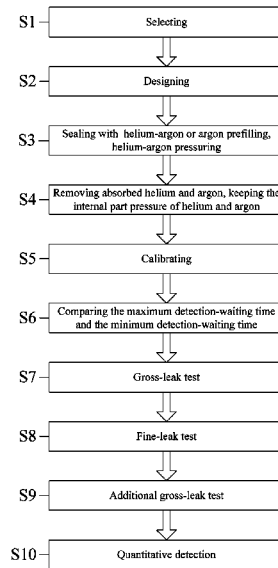 S1 Selecting
S2 Designing
S3 Sealing with helium-argon or argon prefilling,
helium-argon pressuring
S4 Removing absorbed helium and argon, keeping the
internal part pressure of helium and argon
S5 Calibrating
S6 Comparing the maximum detection-waiting time
and the minimum detection-waiting time
S7 Gross-leak test
S8 Fine-leak test
S9 Additional gross-leak test
S10 Quantitative detection